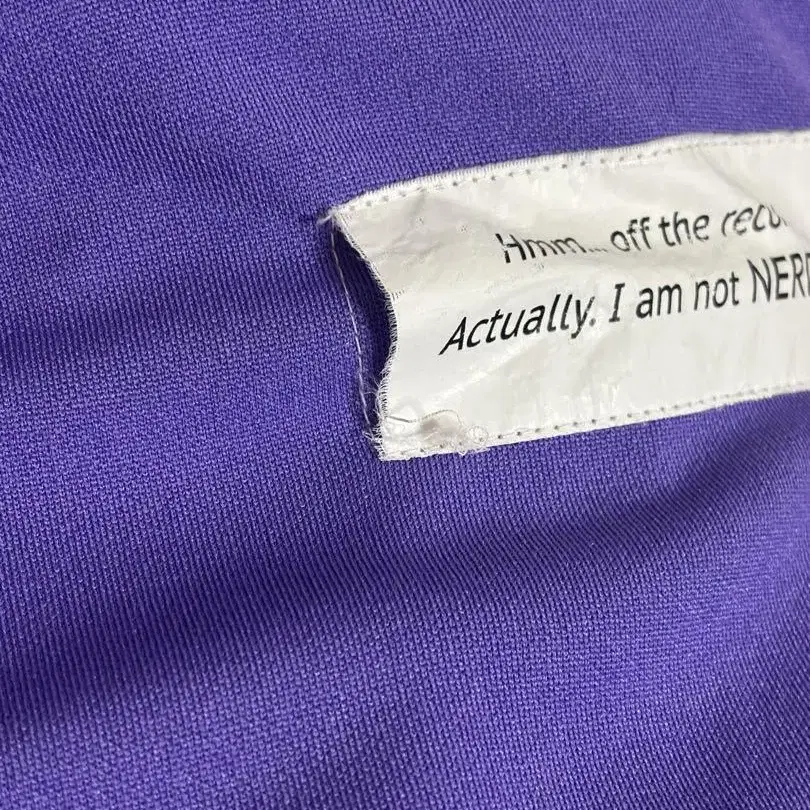 Hmm... off the
Actually. I am not